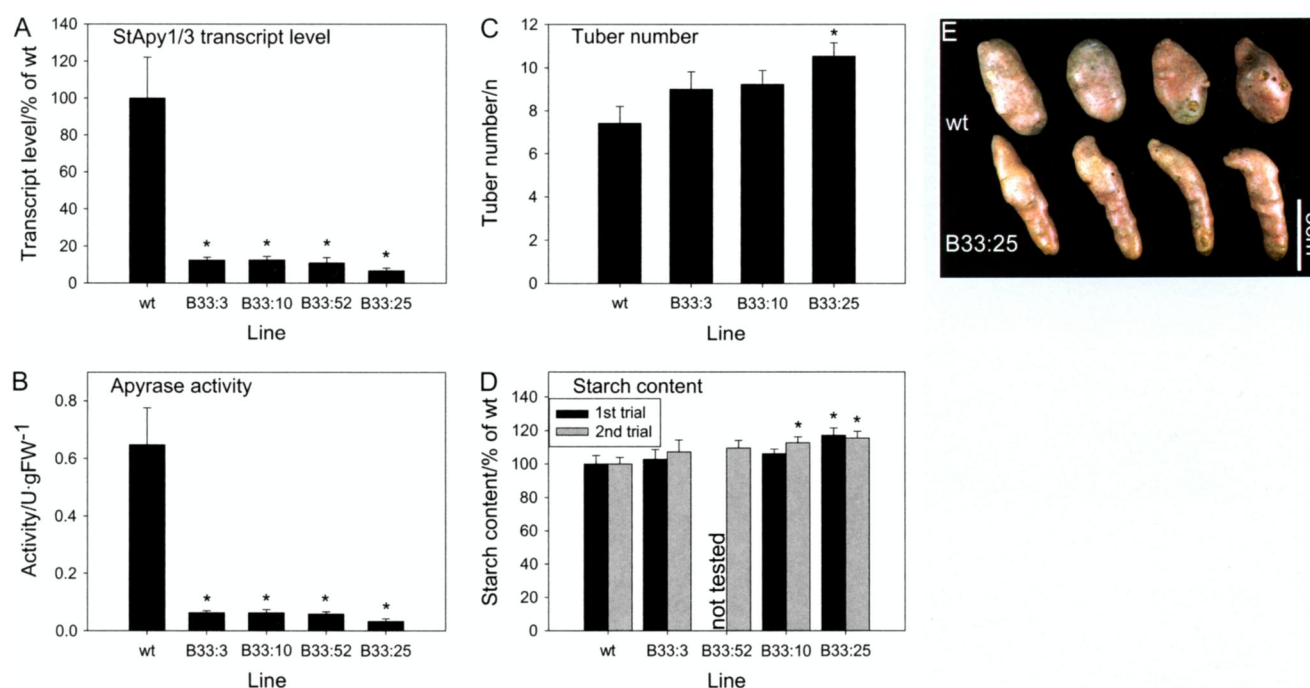 A
StApy1/3 transcript level
Transcript level/% of wt
140
120
100
80
60
40
20
0
* * * *
wt B33:3 B33:10 B33:52 B33:25
Line
B
Apyrase activity
Activity/U·gFW⁻¹
0.8
0.6
0.4
0.2
0.0
* * * *
wt B33:3 B33:10 B33:52 B33:25
Line
C
Tuber number
Tuber number/n
12
10
8
6
4
2
0
*
wt B33:3 B33:10 B33:25
Line
D
Starch content
Starch content/% of wt
1st trial
2nd trial
140
120
100
80
60
40
20
0
* * *
not tested
wt B33:3 B33:52 B33:10 B33:25
Line
E
wt
B33:25